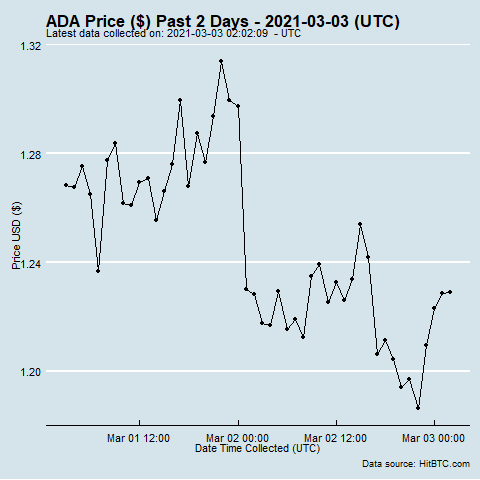 ADA Price ($) Past 2 Days - 2021-03-03 (UTC)
Latest data collected on: 2021-03-03 02:02:09 - UTC
1.32
1.28
1.24
1.20
Price USD ($)
Mar 01 12:00 Mar 02 00:00 Mar 02 12:00 Mar 03 00:00
Date Time Collected (UTC)
Data source: HitBTC.com